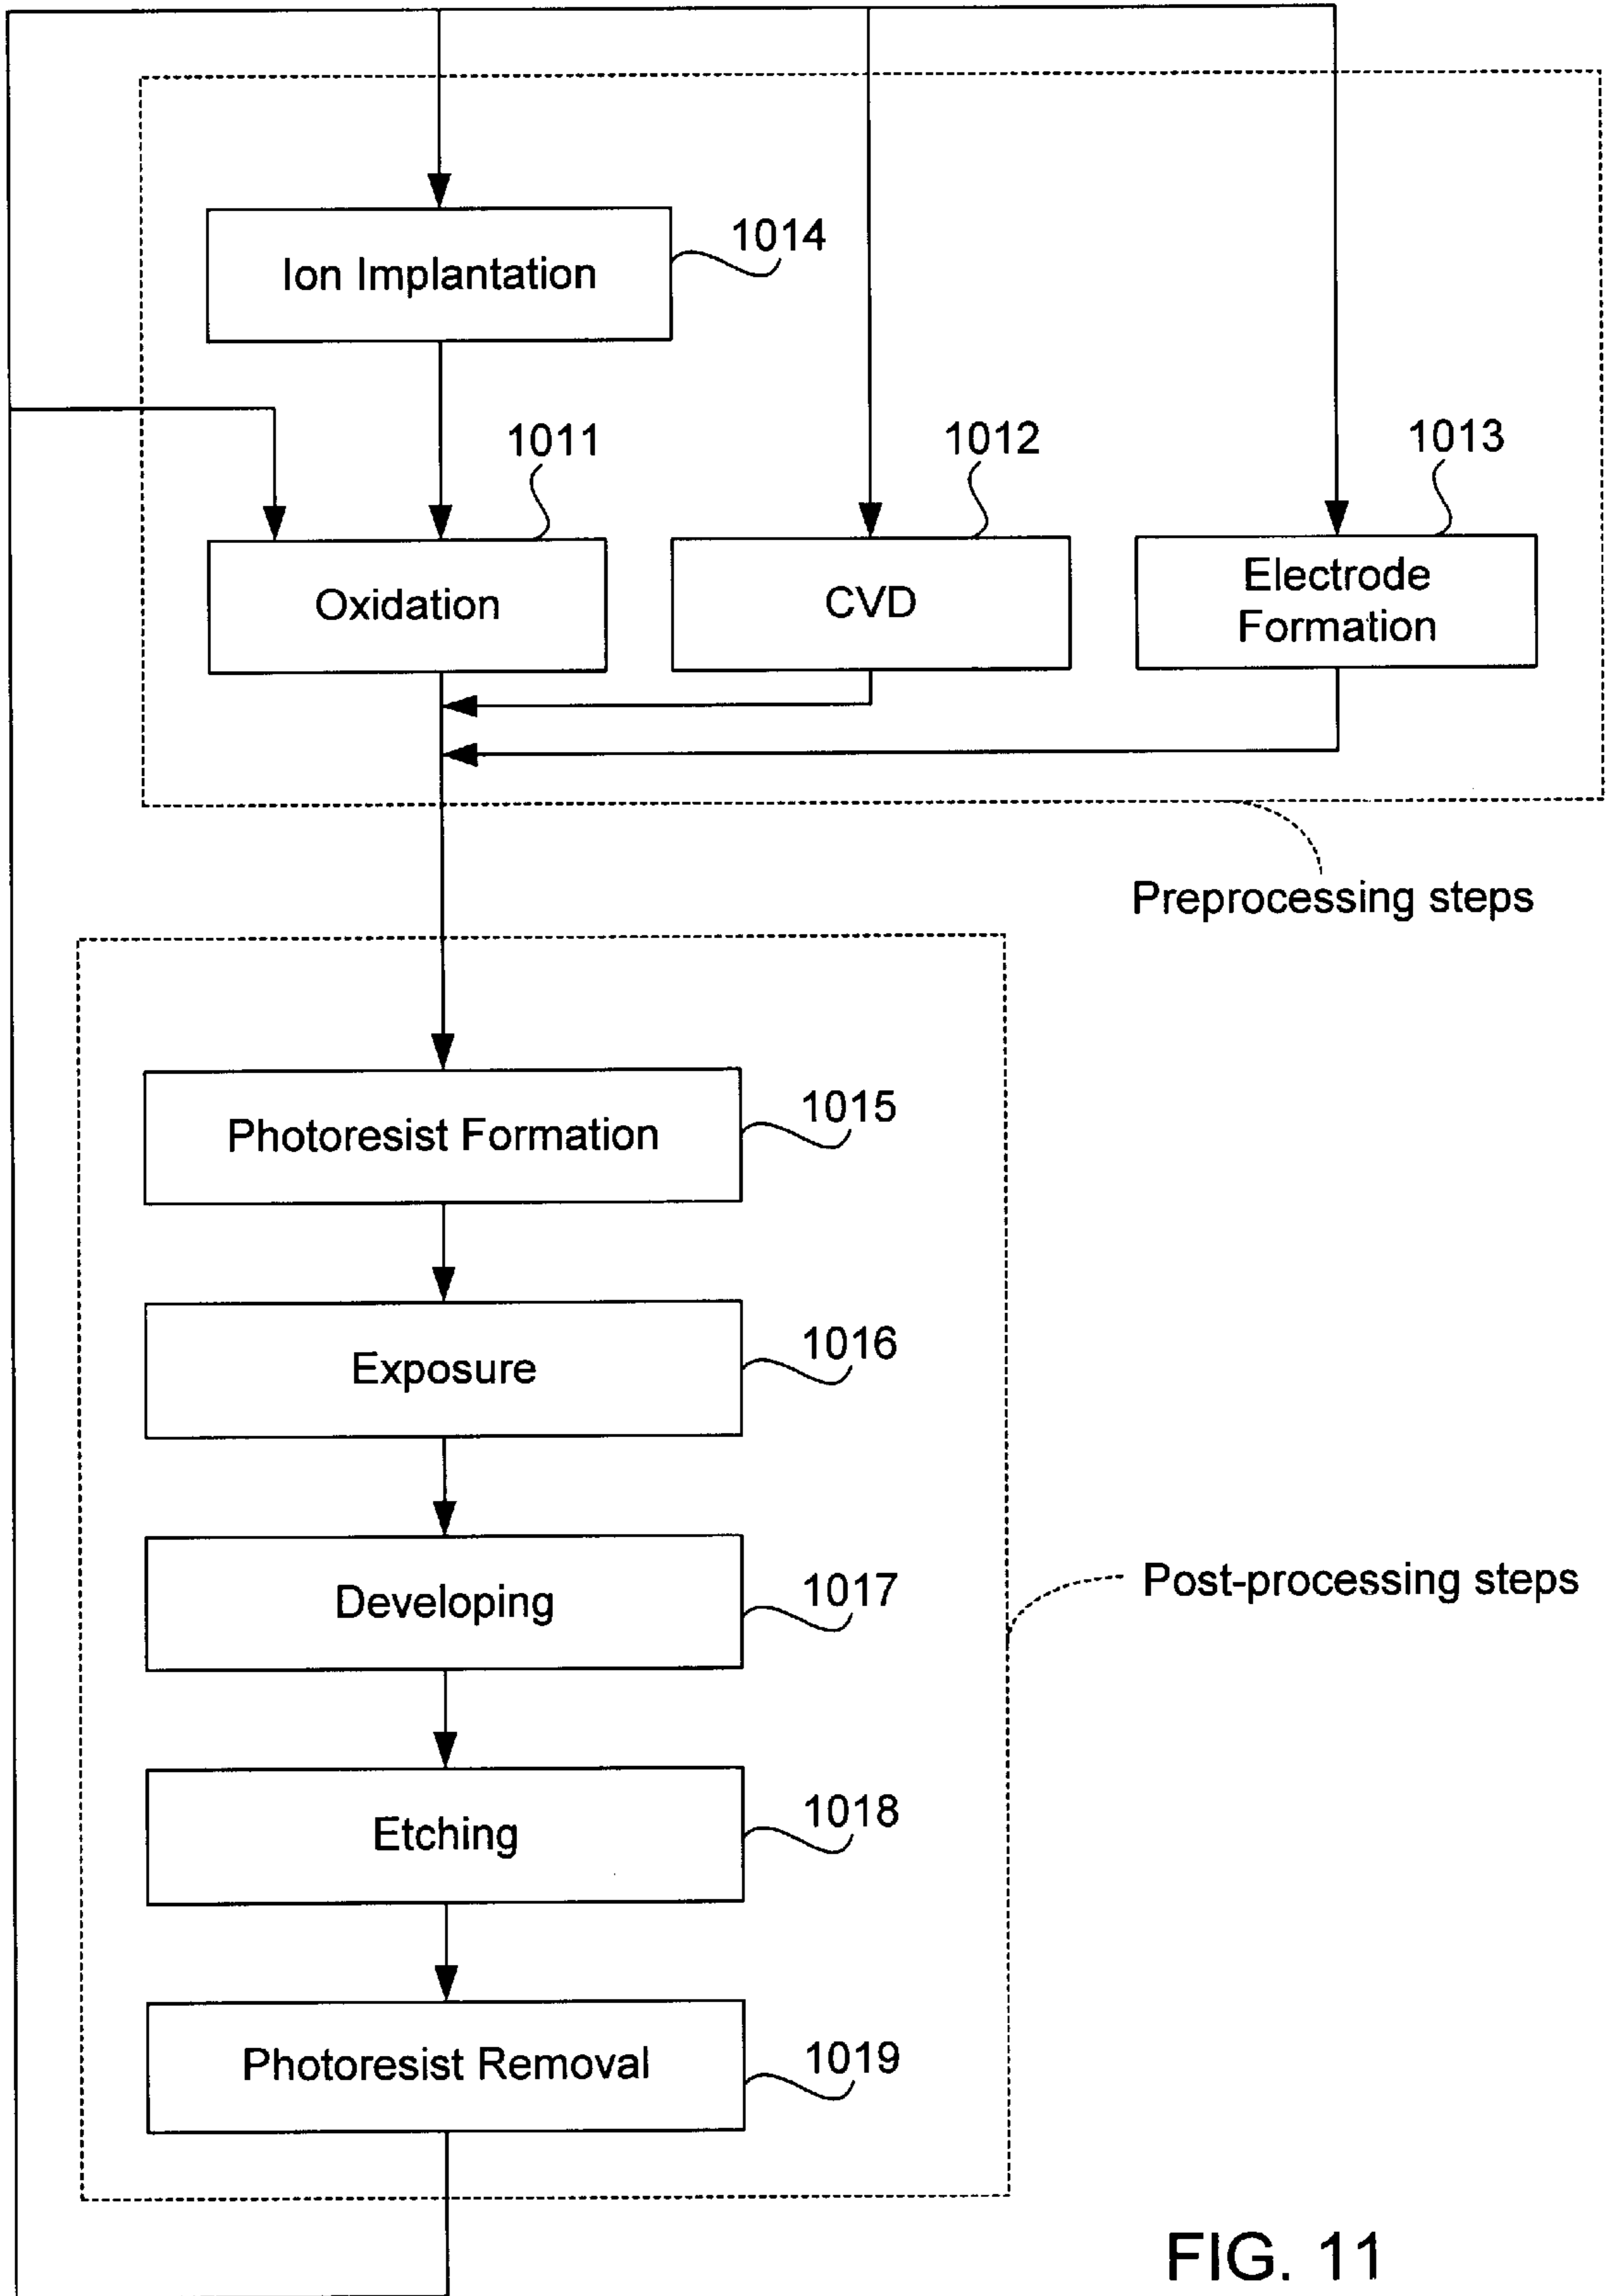 1014
Ion Implantation
1011
1012
1013
Oxidation
CVD
Electrode
Formation
Preprocessing steps
1015
Photoresist Formation
1016
Exposure
1017
Developing
Post-processing steps
1018
Etching
1019
Photoresist Removal
FIG. 11